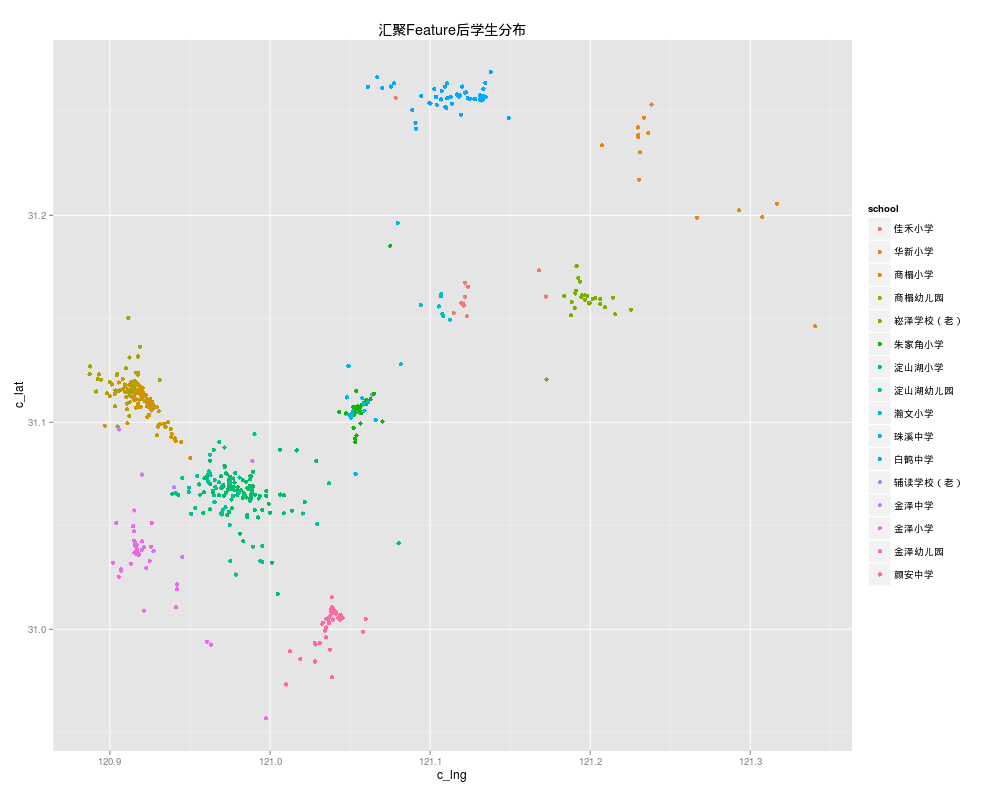 汇聚Feature后学生分布
31.2
31.1
31.0
c_lat
120.9
121.0
121.1
121.2
121.3
c_lng
school
佳禾小学
华新小学
商榻小学
商榻幼儿园
崧泽学校（老）
朱家角小学
淀山湖小学
淀山湖幼儿园
瀚文小学
珠溪中学
白鹤中学
辅读学校（老）
金泽中学
金泽小学
金泽幼儿园
颜安中学